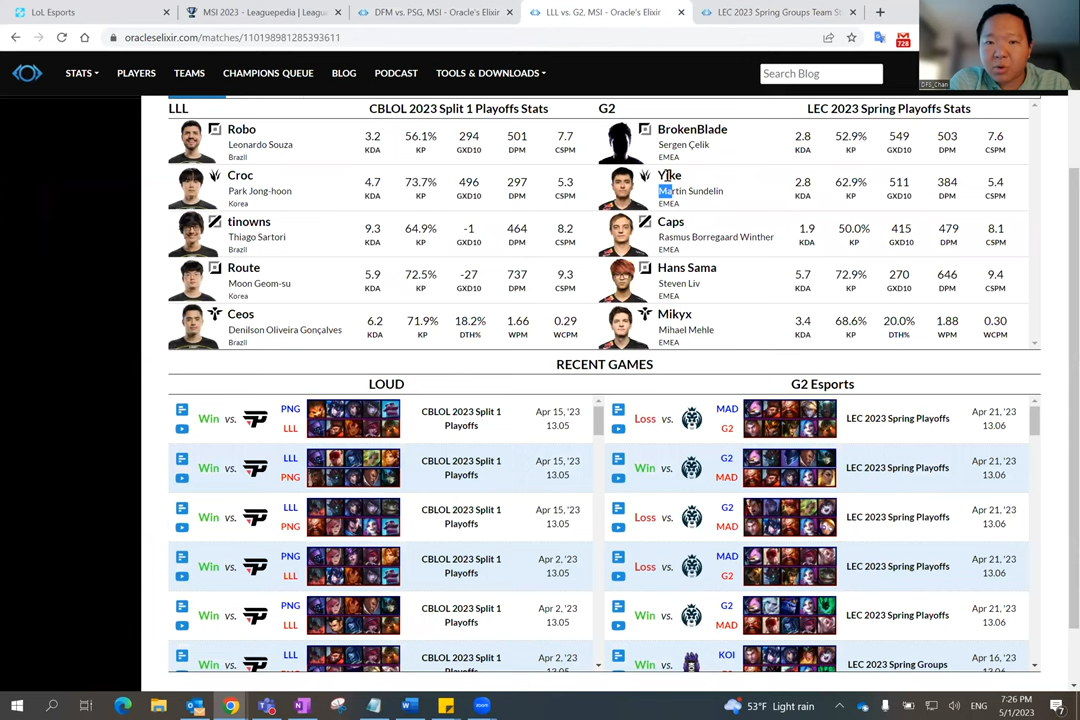 LoL Esports
MSI 2023 - Leaguepedia | Leagu
DFM vs. PSG, MSI - Oracle's Elixir
LLL vs. G2, MSI - Oracle's Elixir
LEC 2023 Spring Groups Team St
oracleselixir.com/matches/110198981285393611
728
STATS
PLAYERS
TEAMS
CHAMPIONS QUEUE
BLOG
PODCAST
TOOLS & DOWNLOADS
Search Blog
DFS_Chan
LLL CBLOL 2023 Split 1 Playoffs Stats
G2 LEC 2023 Spring Playoffs Stats
Robo
Leonardo Souza
Brazil
3.2 56.1% 294 501 7.7
KDA KP GXD10 DPM CSPM
BrokenBlade
Sergen Çelik
EMEA
2.8 52.9% 549 503 7.6
KDA KP GXD10 DPM CSPM
Croc
Park Jong-hoon
Korea
4.7 73.7% 496 297 5.3
KDA KP GXD10 DPM CSPM
Yike
Martin Sundelin
EMEA
2.8 62.9% 511 384 5.4
KDA KP GXD10 DPM CSPM
tinowns
Thiago Sartori
Brazil
9.3 64.9% -1 464 8.2
KDA KP GXD10 DPM CSPM
Caps
Rasmus Borregaard Winther
EMEA
1.9 50.0% 415 479 8.1
KDA KP GXD10 DPM CSPM
Route
Moon Geom-su
Korea
5.9 72.5% -27 737 9.3
KDA KP GXD10 DPM CSPM
Hans Sama
Steven Liv
EMEA
5.7 72.9% 270 646 9.4
KDA KP GXD10 DPM CSPM
Ceos
Denilson Oliveira Gonçalves
Brazil
6.2 71.9% 18.2% 1.66 0.29
KDA KP DTH% WPM WCPM
Mikyx
Mihael Mehle
EMEA
3.4 68.6% 20.0% 1.88 0.30
KDA KP DTH% WPM WCPM
RECENT GAMES
LOUD
G2 Esports
Win vs. PNG LLL CBLOL 2023 Split 1 Playoffs Apr 15, '23 13.05
Loss vs. MAD G2 LEC 2023 Spring Playoffs Apr 21, '23 13.06
Win vs. LLL PNG CBLOL 2023 Split 1 Playoffs Apr 15, '23 13.05
Win vs. G2 MAD LEC 2023 Spring Playoffs Apr 21, '23 13.06
Win vs. LLL PNG CBLOL 2023 Split 1 Playoffs Apr 15, '23 13.05
Loss vs. G2 MAD LEC 2023 Spring Playoffs Apr 21, '23 13.06
Win vs. PNG LLL CBLOL 2023 Split 1 Playoffs Apr 2, '23 13.05
Loss vs. MAD G2 LEC 2023 Spring Playoffs Apr 21, '23 13.06
Win vs. PNG LLL CBLOL 2023 Split 1 Playoffs Apr 2, '23 13.05
Win vs. G2 MAD LEC 2023 Spring Playoffs Apr 21, '23 13.06
Win vs. LLL CBLOL 2023 Split 1 Apr 2, '23
Win vs. KOI LEC 2023 Spring Groups Apr 16, '23
53°F Light rain
ENG
7:26 PM
5/1/2023